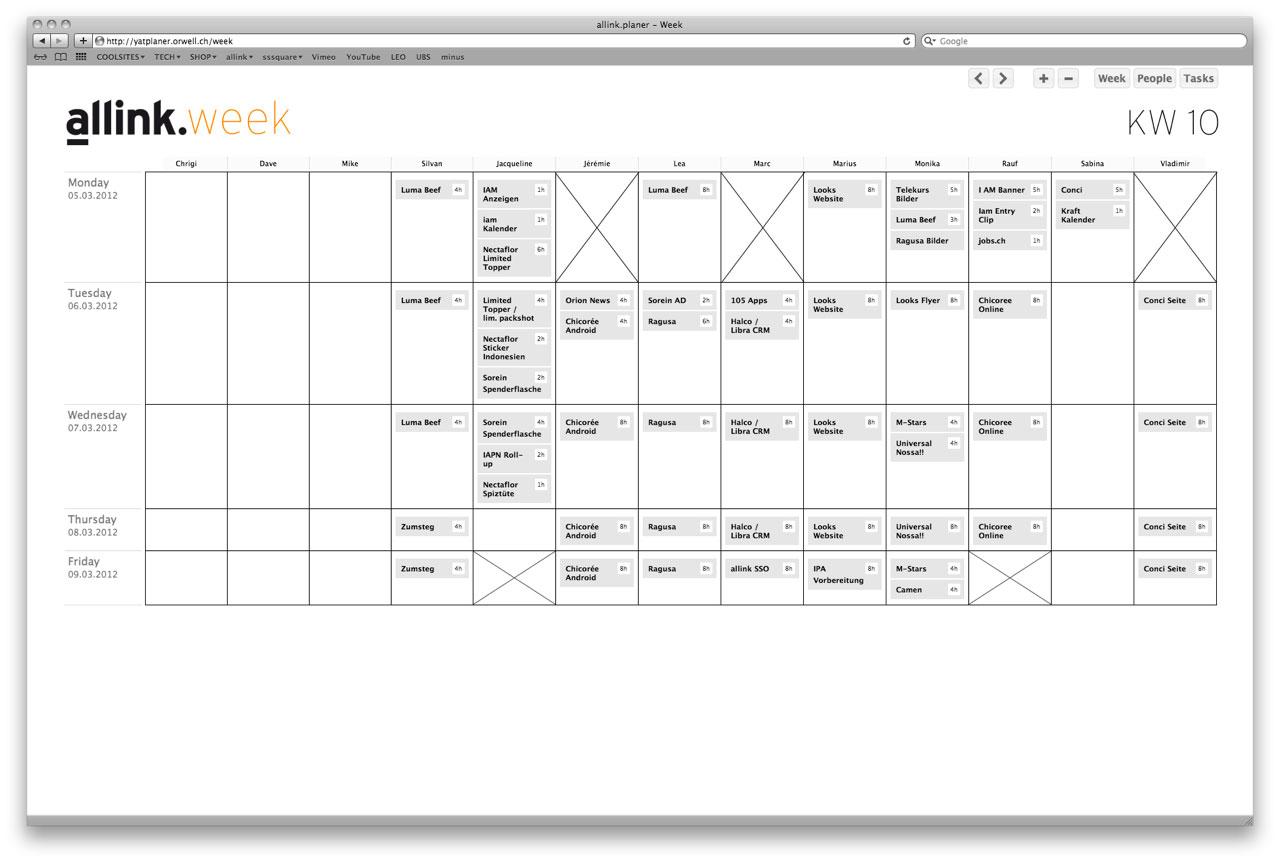 allink.planer – Week
http://yatplaner.orwell.ch/week
Google
COOLSITES TECH SHOP allink sssquare Vimeo YouTube LEO UBS minus
Week People Tasks
allink.week
KW 10
Chrigi Dave Mike Silvan Jacqueline Jérémie Lea Marc Marius Monika Rauf Sabina Vladimir
Monday
05.03.2012
Luma Beef 4h
IAM 1h
Anzeigen
iam 1h
Kalender
Nectaflor 6h
Limited
Topper
Luma Beef 8h
Looks 8h
Website
Telekurs 5h
Bilder
Luma Beef 3h
Ragusa Bilder
I AM Banner 5h
Iam Entry 2h
Clip
jobs.ch 1h
Conci 5h
Kraft 1h
Kalender
Tuesday
06.03.2012
Luma Beef 4h
Limited 4h
Topper /
lim. packshot
Nectaflor 2h
Sticker
Indonesien
Sorein 2h
Spenderflasche
Orion News 4h
Chicorée 4h
Android
Sorein AD 2h
Ragusa 6h
105 Apps 4h
Halco / 4h
Libra CRM
Looks 8h
Website
Looks Flyer 8h
Chicoree 8h
Online
Conci Seite 8h
Wednesday
07.03.2012
Luma Beef 4h
Sorein 4h
Spenderflasche
IAPN Roll- 2h
up
Nectaflor 1h
Spiztüte
Chicorée 8h
Android
Ragusa 8h
Halco / 8h
Libra CRM
Looks 8h
Website
M-Stars 4h
Universal 4h
Nossa!!
Chicoree 8h
Online
Conci Seite 8h
Thursday
08.03.2012
Zumsteg 4h
Chicorée 8h
Android
Ragusa 8h
Halco / 8h
Libra CRM
Looks 8h
Website
Universal 8h
Nossa!!
Chicoree 8h
Online
Conci Seite 8h
Friday
09.03.2012
Zumsteg 4h
Chicorée 8h
Android
Ragusa 8h
allink SSO 8h
IPA 8h
Vorbereitung
M-Stars 4h
Camen 4h
Conci Seite 8h